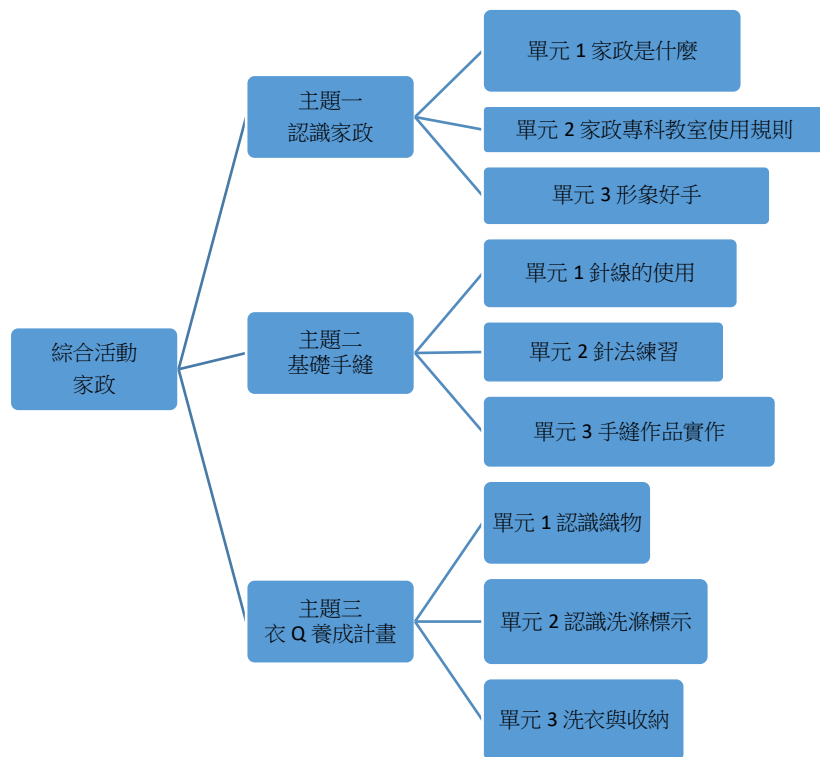 綜合活動
家政
主題一
認識家政
單元 1 家政是什麼
單元 2 家政專科教室使用規則
單元 3 形象好手
主題二
基礎手縫
單元 1 針線的使用
單元 2 針法練習
單元 3 手縫作品實作
主題三
衣 Q 養成計畫
單元 1 認識織物
單元 2 認識洗滌標示
單元 3 洗衣與收納